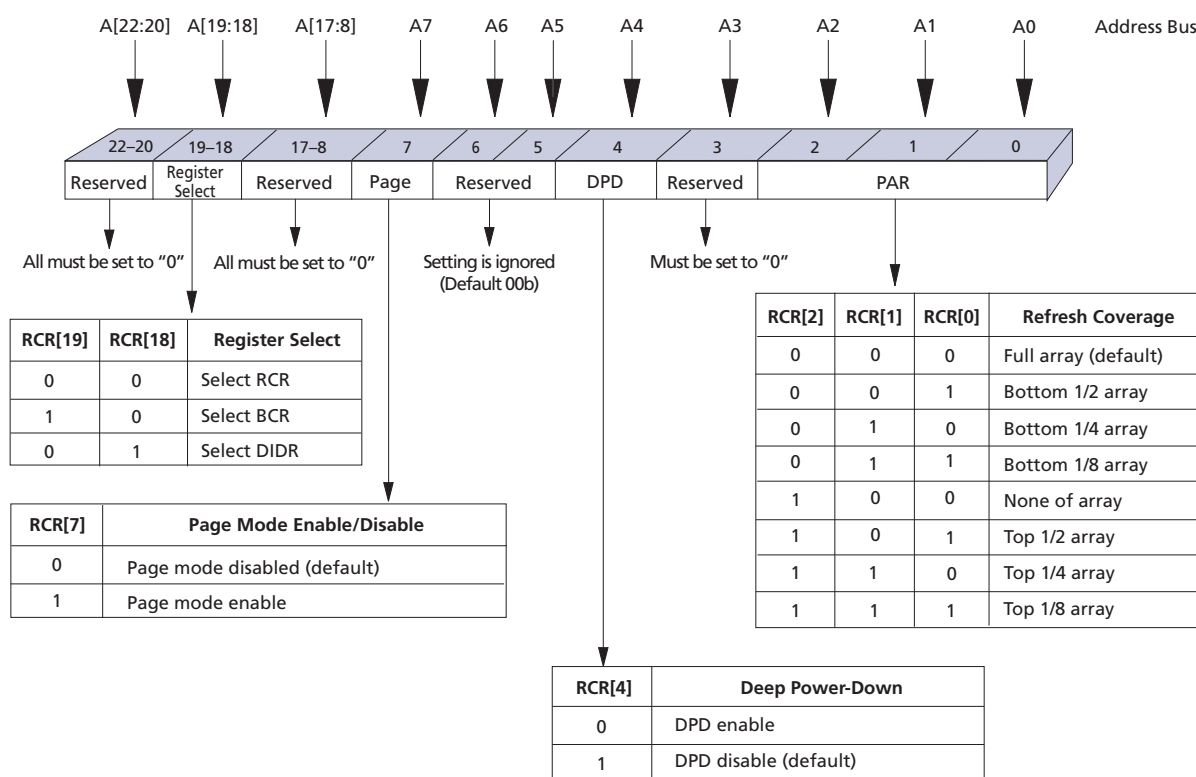 A[22:20] A[19:18] A[17:8] A7 A6 A5 A4 A3 A2 A1 A0 Address Bus
22–20 19–18 17–8 7 6 5 4 3 2 1 0
Reserved Register Select Reserved Page Reserved DPD Reserved PAR
All must be set to “0” All must be set to “0” Setting is ignored (Default 00b) Must be set to “0”
RCR[19] RCR[18] Register Select
0 0 Select RCR
1 0 Select BCR
0 1 Select DIDR
RCR[2] RCR[1] RCR[0] Refresh Coverage
0 0 0 Full array (default)
0 0 1 Bottom 1/2 array
0 1 0 Bottom 1/4 array
0 1 1 Bottom 1/8 array
1 0 0 None of array
1 0 1 Top 1/2 array
1 1 0 Top 1/4 array
1 1 1 Top 1/8 array
RCR[7] Page Mode Enable/Disable
0 Page mode disabled (default)
1 Page mode enable
RCR[4] Deep Power-Down
0 DPD enable
1 DPD disable (default)